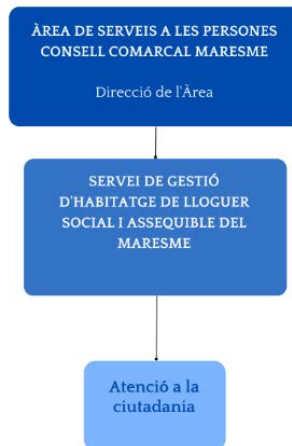 ÀREA DE SERVEIS A LES PERSONES
CONSELL COMARCAL MARESME
Direcció de l'Àrea
SERVEI DE GESTIÓ
D'HABITATGE DE LLOGUER
SOCIAL I ASSEQUIBLE DEL
MARESME
Atenció a la
ciutadania